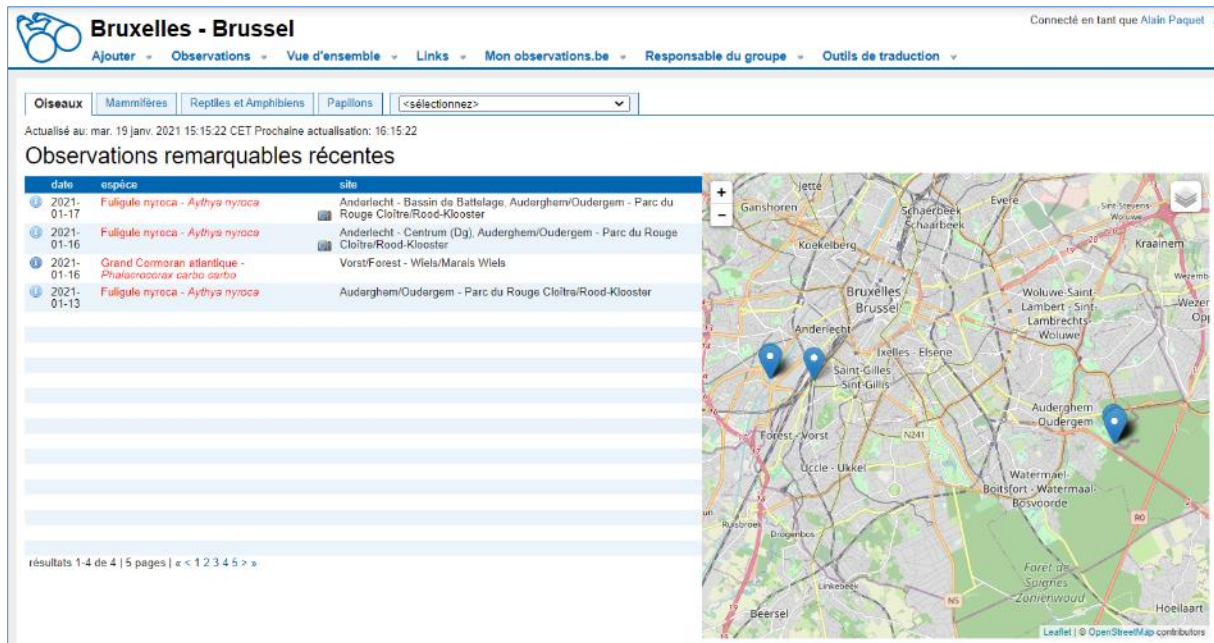 Bruxelles - Brussel
Connecté en tant que Alain Paquet
Ajouter Observations Vue d'ensemble Links Mon observations.be Responsable du groupe Outils de traduction
Oiseaux Mammifères Reptiles et Amphibiens Papillons <sélectionnez>
Actualisé au: mar. 19 janv. 2021 15:15:22 CET Prochaine actualisation: 16:15:22
Observations remarquables récentes
date espèce site
2021-01-17 Fuligule nyroca - Aythya nyroca Anderlecht - Bassin de Battelage, Auderghem/Oudergem - Parc du
Rouge Cloître/Rood-Klooster
2021-01-16 Fuligule nyroca - Aythya nyroca Anderlecht - Centrum (Dg), Auderghem/Oudergem - Parc du Rouge
Cloître/Rood-Klooster
2021-01-16 Grand Cormoran atlantique - Vorst/Forest - Wiels/Marais Wiels
Phalacrocorax carbo carbo
2021-01-13 Fuligule nyroca - Aythya nyroca Auderghem/Oudergem - Parc du Rouge Cloître/Rood-Klooster
résultats 1-4 de 4 | 5 pages | « < 1 2 3 4 5 > »
+
−
Jette
Evere
Ganshoren
Schaerbeek
Schaarbeek
Sint-Stevens-
Woluwe
Koekelberg
Kraainem
Wezemb
Bruxelles -
Brussel
Woluwe-Saint-
Lambert - Sint-
Lambrechts-
Woluwe
Wezer
Anderlecht
Ixelles - Elsene
Saint-Gilles
Sint-Gillis
Auderghem
- Oudergem
Forest - Vorst
N241
Uccle - Ukkel
Watermael-
Boitsfort - Watermaal-
Bosvoorde
R0
Ruisbroek
Drogenbos
Forêt de
Soignes
-Zoniënwoud
Linkebeek
N5
Beersel
Hoeilaart
Leaflet | © OpenStreetMap contributors